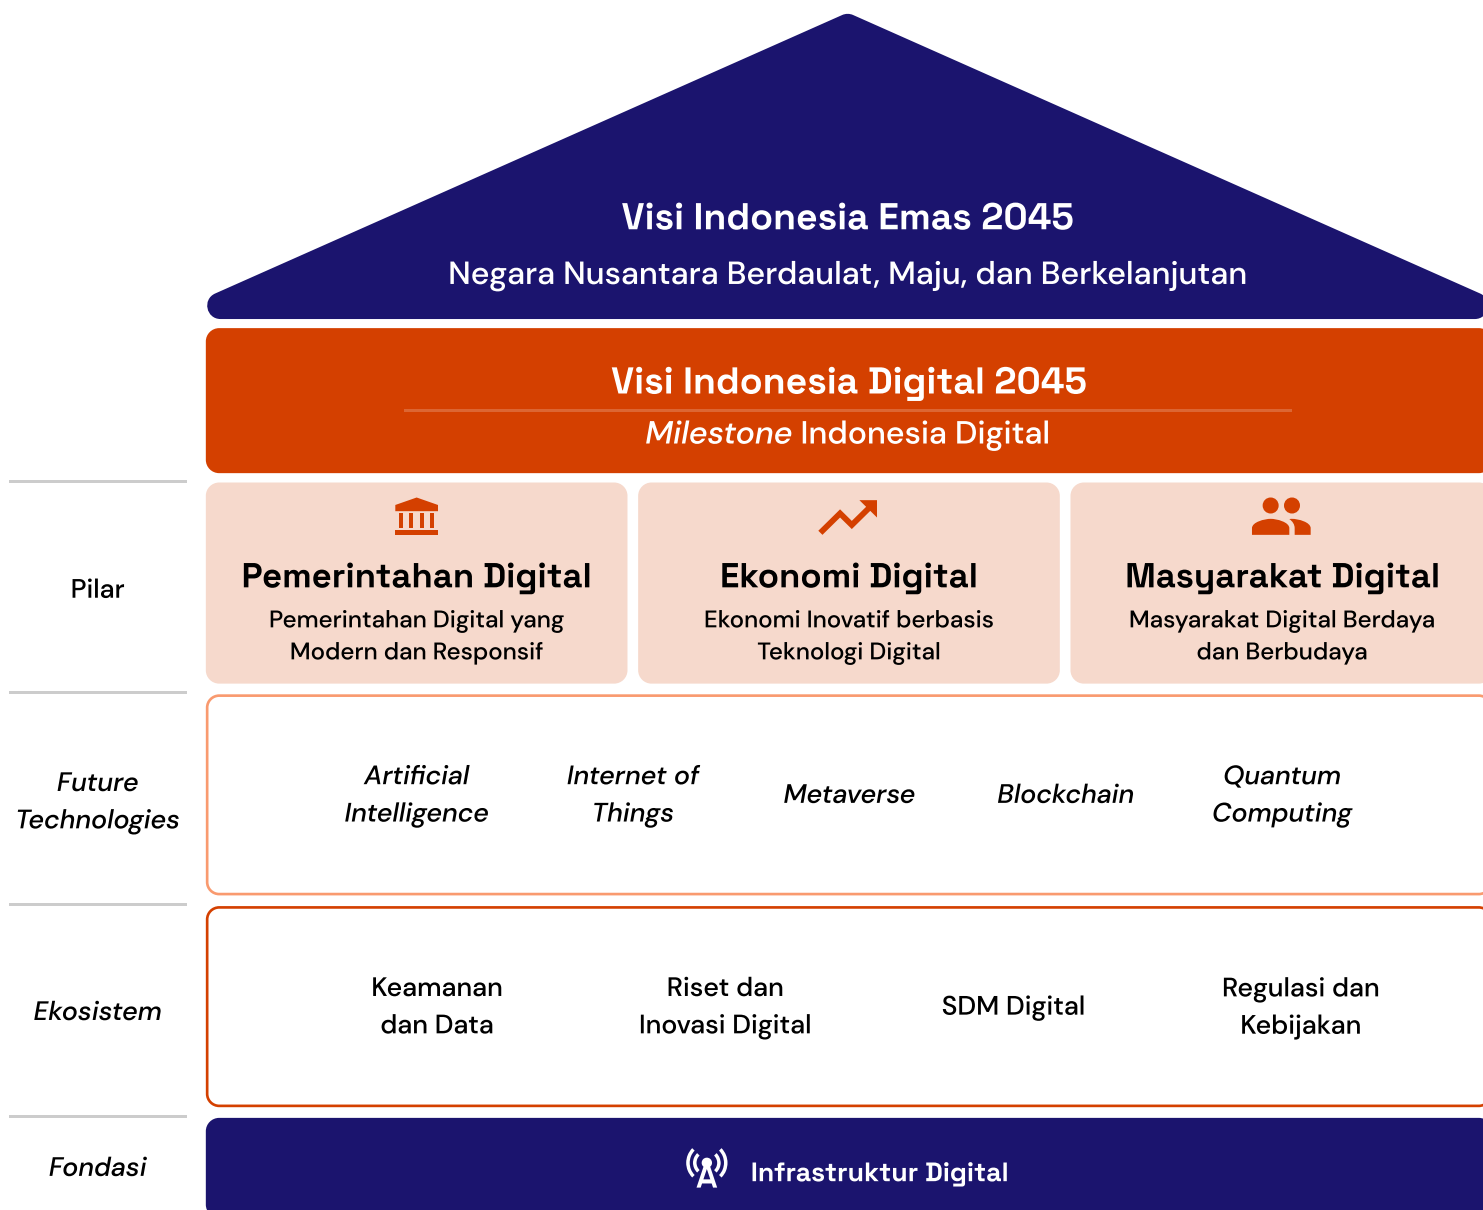 Visi Indonesia Emas 2045
Negara Nusantara Berdaulat, Maju, dan Berkelanjutan
Visi Indonesia Digital 2045
Milestone Indonesia Digital
Pilar
Pemerintahan Digital
Pemerintahan Digital yang
Modern dan Responsif
Ekonomi Digital
Ekonomi Inovatif berbasis
Teknologi Digital
Masyarakat Digital
Masyarakat Digital Berdaya
dan Berbudaya
Future
Technologies
Artificial
Intelligence
Internet of
Things
Metaverse
Blockchain
Quantum
Computing
Ekosistem
Keamanan
dan Data
Riset dan
Inovasi Digital
SDM Digital
Regulasi dan
Kebijakan
Fondasi
Infrastruktur Digital